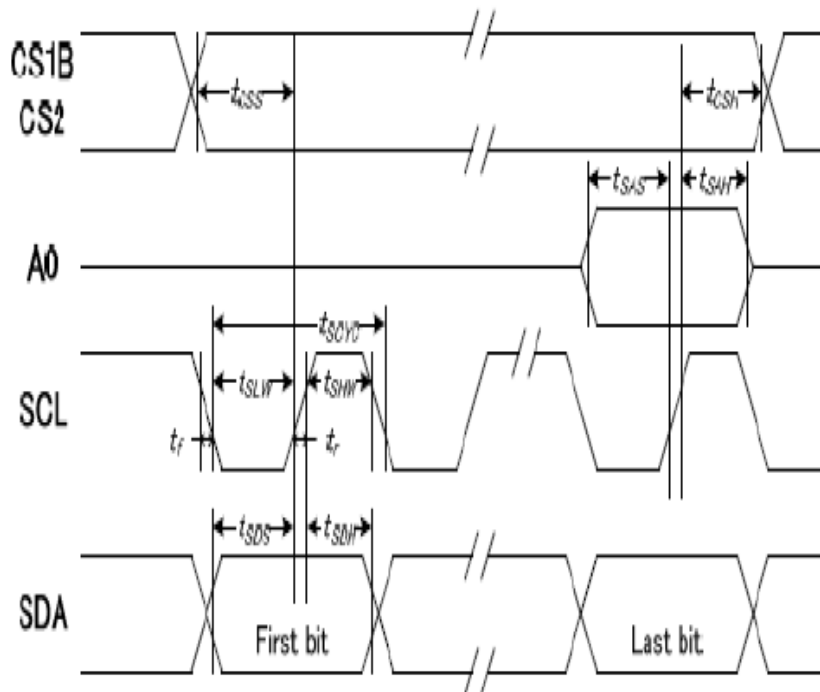 CS1B
CS2
tCSS
tCSH
tSAS
tSAH
A0
tSCYC
SCL
tSLW
tSHW
tf
tr
tSDS
tSDH
SDA
First bit
Last bit